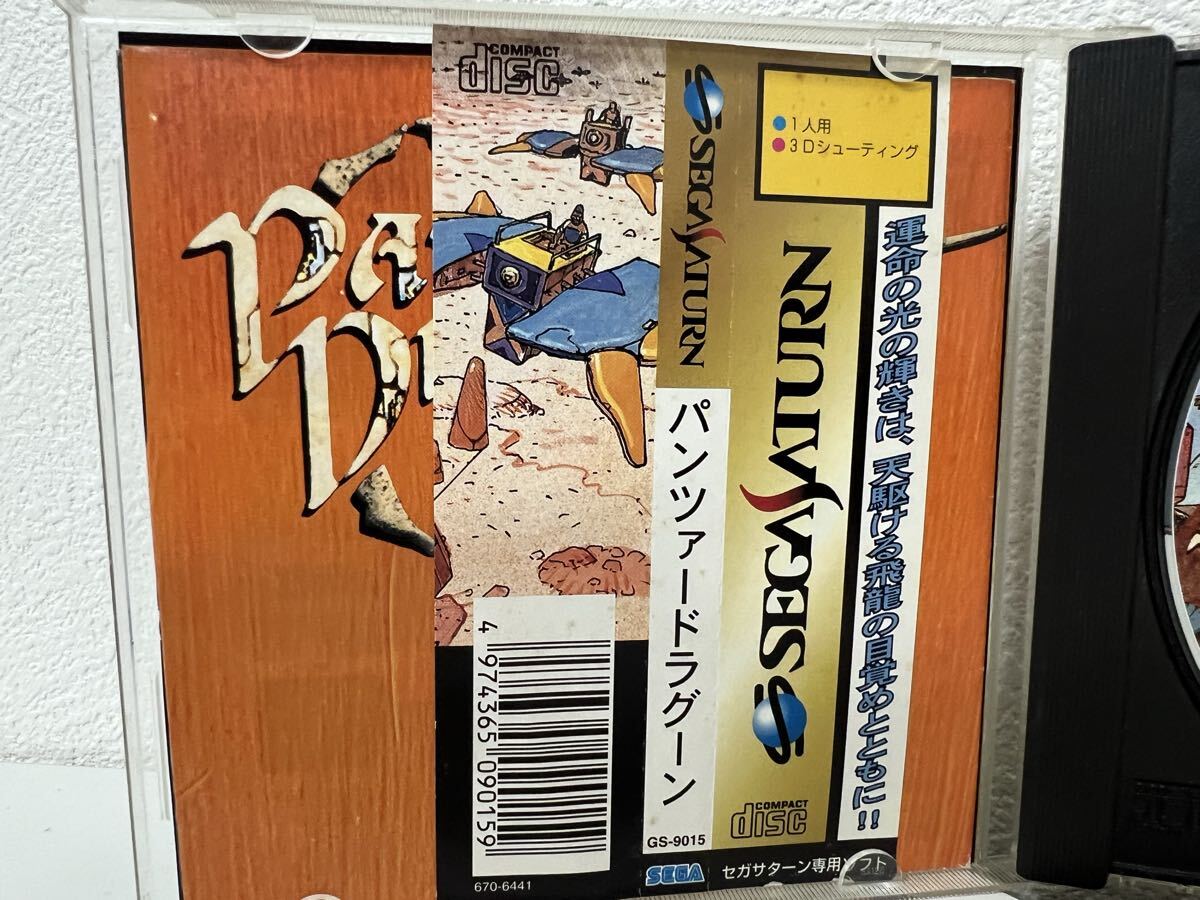 COMPACT
disc
SEGA SATURN
●1人用
●3Dシューティング
運命の光の輝きは、天駆ける飛龍の目覚めとともに!!
SEGA SATURN
パンツァードラグーン
COMPACT
disc
GS-9015
SEGA
セガサターン専用ソフト
4 974365 090159
670-6441
PA
DR